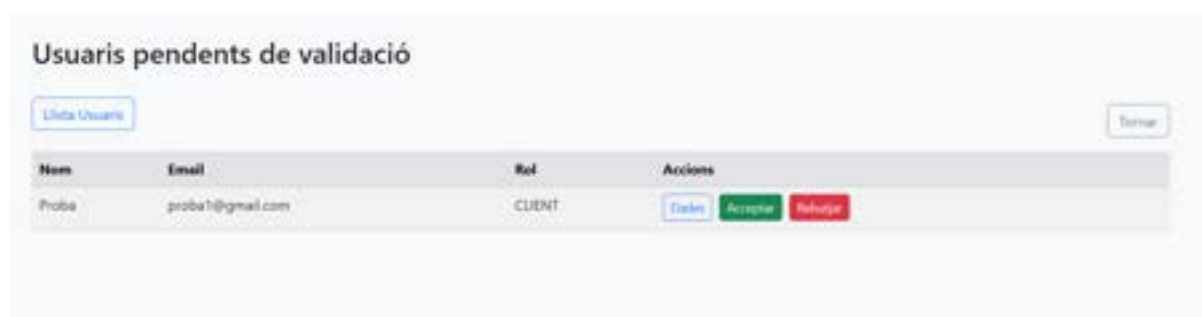 Usuaris pendents de validació
Llista Usuaris
Tornar
Nom Email Rol Accions
Proba proba1@gmail.com CLIENT Dades Acceptar Rebutjar